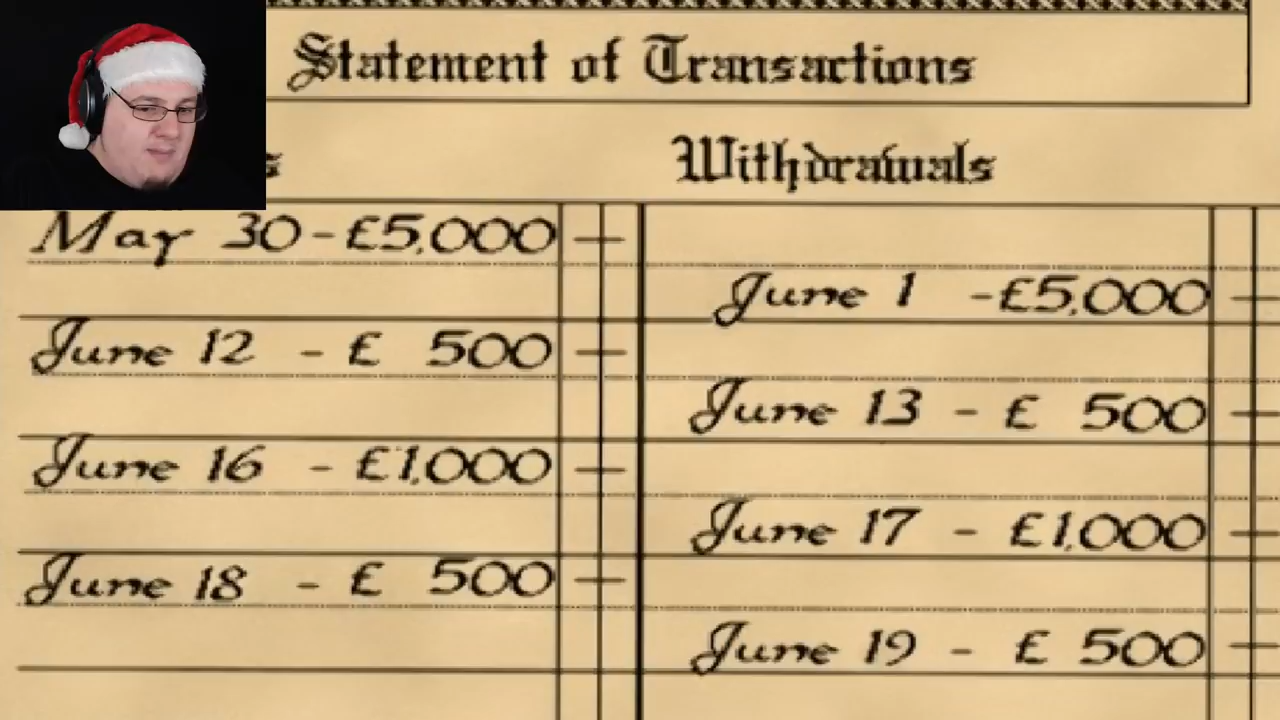 Statement of Transactions
Withdrawals
May 30 - £5,000 —
June 1 - £5,000 —
June 12 - £ 500 —
June 13 - £ 500 —
June 16 - £1,000 —
June 17 - £1,000 —
June 18 - £ 500 —
June 19 - £ 500 —